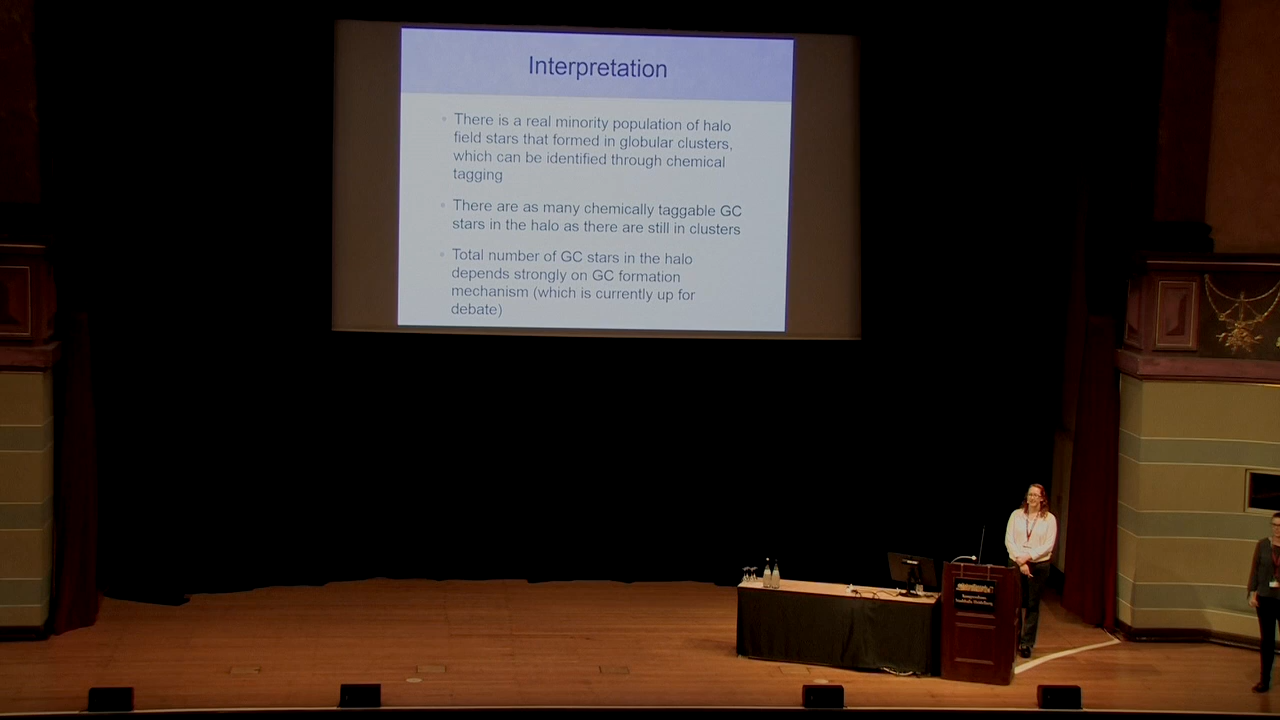 Interpretation
There is a real minority population of halo
field stars that formed in globular clusters,
which can be identified through chemical
tagging
There are as many chemically taggable GC
stars in the halo as there are still in clusters
Total number of GC stars in the halo
depends strongly on GC formation
mechanism (which is currently up for
debate)